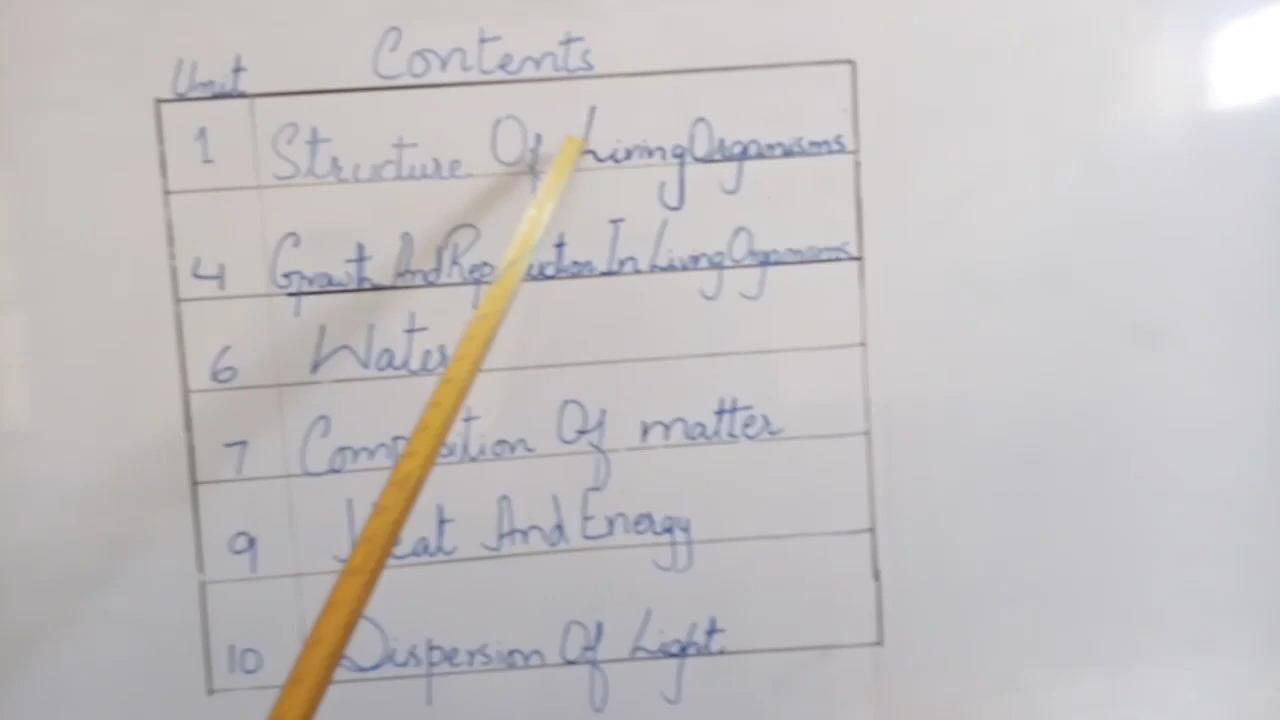 Contents
Unit
1 Structure Of Living Organisms
4 Growth And Reproduction In Living Organisms
6 Water
7 Composition Of matter
9 Heat And Energy
10 Dispersion Of Light